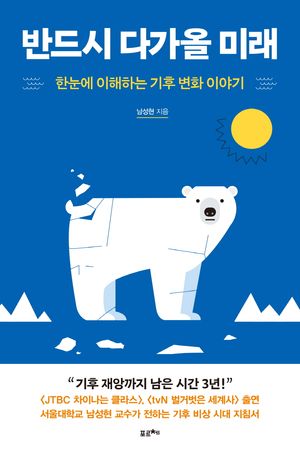 반드시 다가올 미래
한눈에 이해하는 기후 변화 이야기
남성현 지음
“기후 재앙까지 남은 시간 3년!”
〈JTBC 차이나는 클라스〉, 〈tvN 벌거벗은 세계사〉 출연
서울대학교 남성현 교수가 전하는 기후 비상 시대 지침서